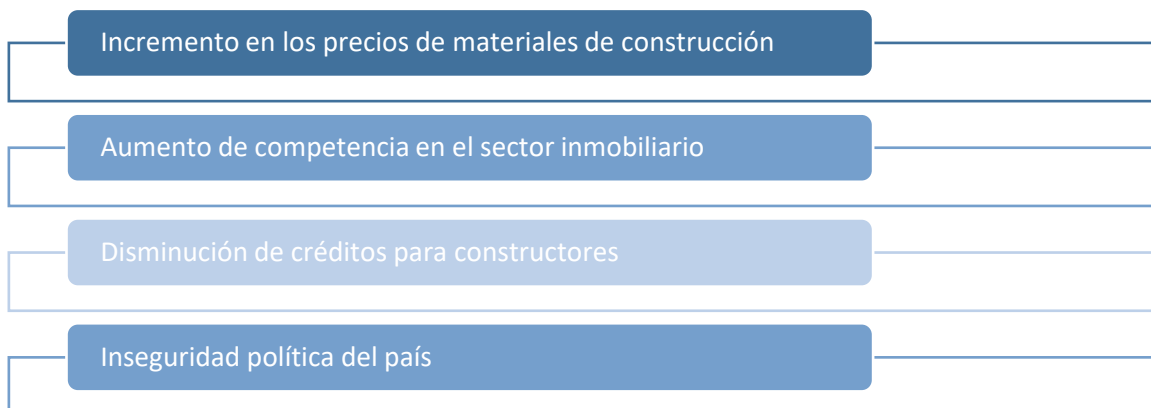 Incremento en los precios de materiales de construcción
Aumento de competencia en el sector inmobiliario
Disminución de créditos para constructores
Inseguridad política del país